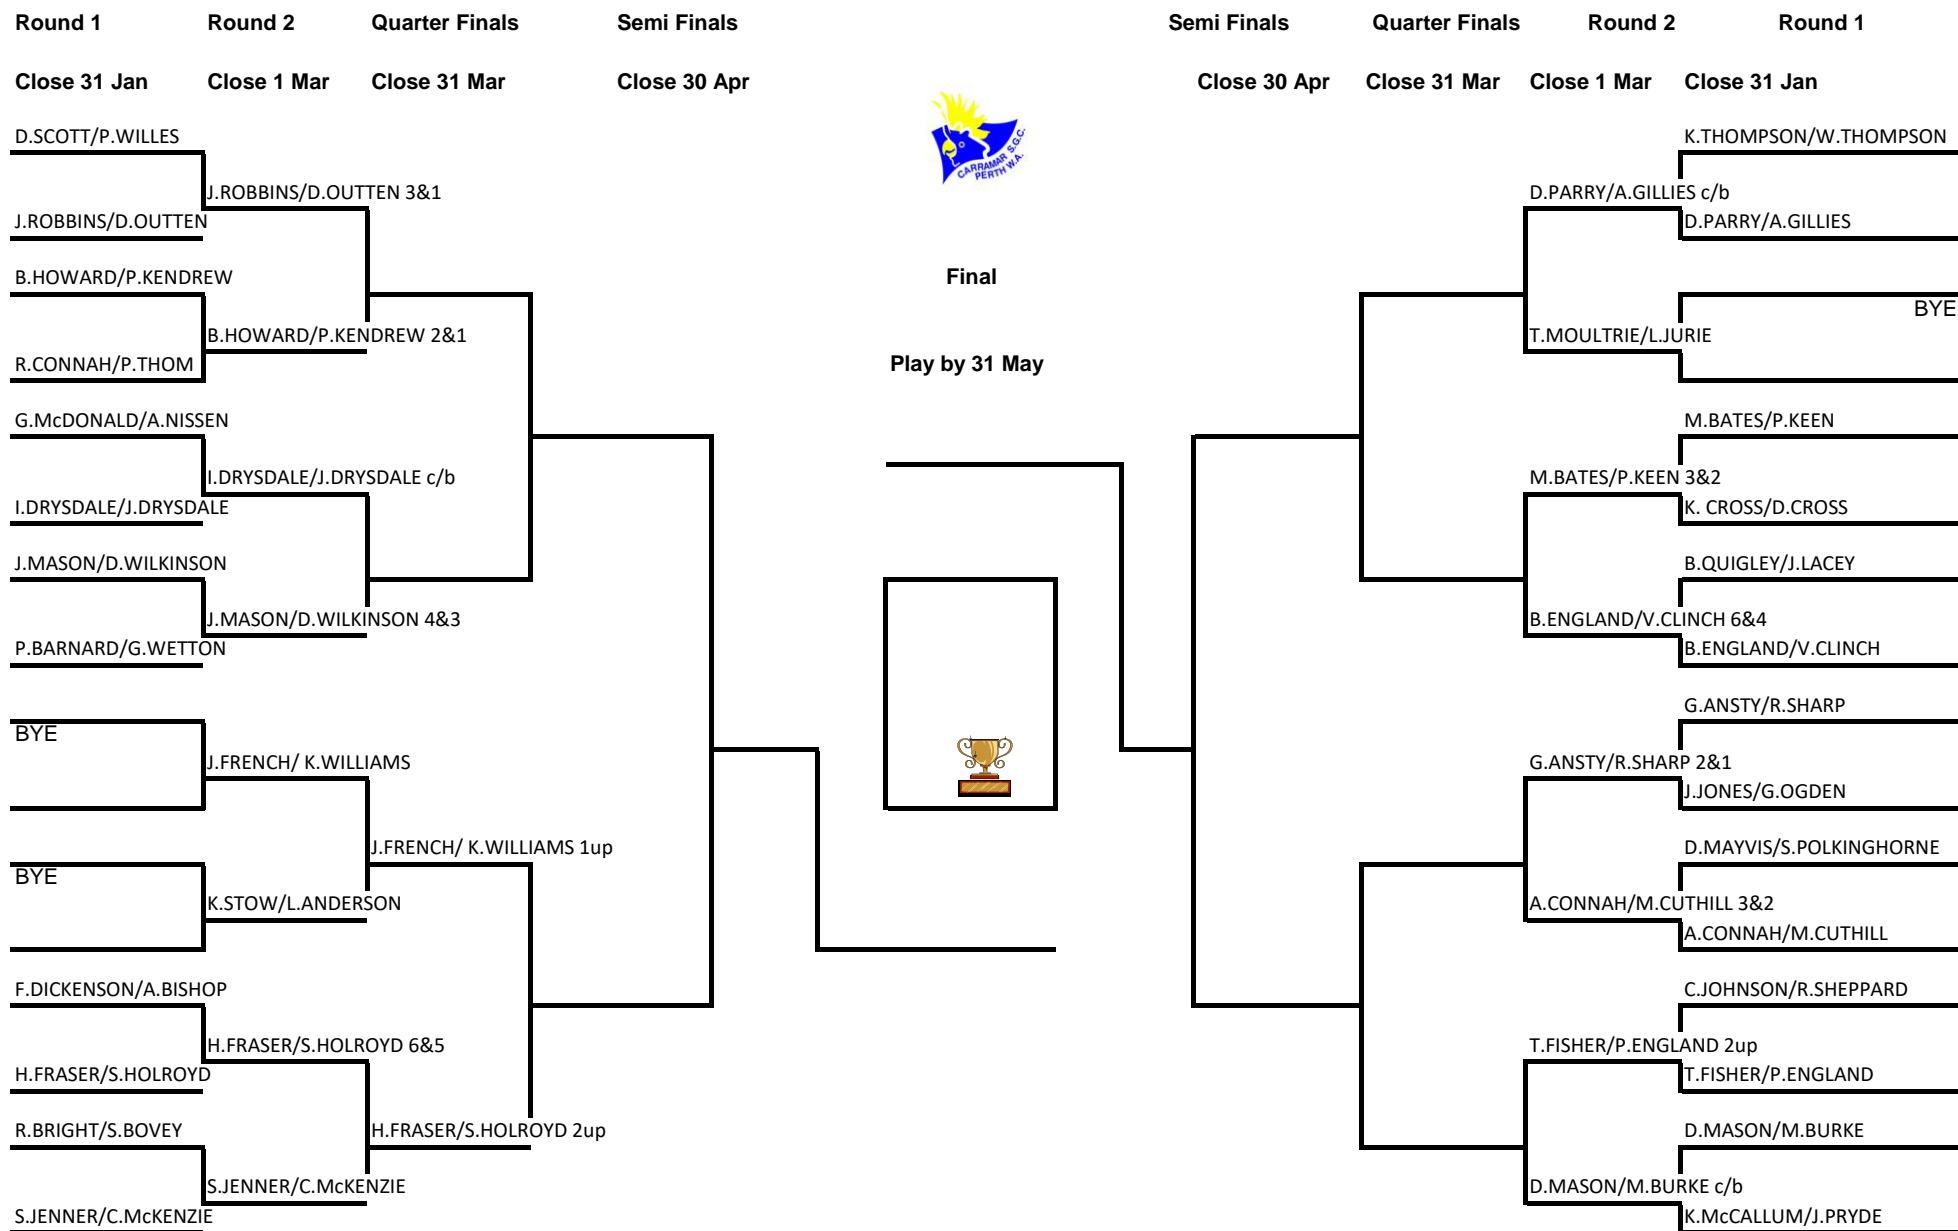 Round 1 Round 2 Quarter Finals Semi Finals Semi Finals Quarter Finals Round 2 Round 1
Close 31 Jan Close 1 Mar Close 31 Mar Close 30 Apr Close 30 Apr Close 31 Mar Close 1 Mar Close 31 Jan
CARRAMAR S.G.C.
PERTH W.A.
D.SCOTT/P.WILLES K.THOMPSON/W.THOMPSON
J.ROBBINS/D.OUTTEN 3&1 D.PARRY/A.GILLIES c/b
J.ROBBINS/D.OUTTEN D.PARRY/A.GILLIES
B.HOWARD/P.KENDREW Final
BYE
B.HOWARD/P.KENDREW 2&1 T.MOULTRIE/L.JURIE
R.CONNAH/P.THOM Play by 31 May
G.McDONALD/A.NISSEN M.BATES/P.KEEN
I.DRYSDALE/J.DRYSDALE c/b M.BATES/P.KEEN 3&2
I.DRYSDALE/J.DRYSDALE K. CROSS/D.CROSS
J.MASON/D.WILKINSON B.QUIGLEY/J.LACEY
J.MASON/D.WILKINSON 4&3 B.ENGLAND/V.CLINCH 6&4
P.BARNARD/G.WETTON B.ENGLAND/V.CLINCH
G.ANSTY/R.SHARP
BYE
J.FRENCH/ K.WILLIAMS G.ANSTY/R.SHARP 2&1
J.JONES/G.OGDEN
J.FRENCH/ K.WILLIAMS 1up D.MAYVIS/S.POLKINGHORNE
BYE
K.STOW/L.ANDERSON A.CONNAH/M.CUTHILL 3&2
A.CONNAH/M.CUTHILL
F.DICKENSON/A.BISHOP C.JOHNSON/R.SHEPPARD
H.FRASER/S.HOLROYD 6&5 T.FISHER/P.ENGLAND 2up
H.FRASER/S.HOLROYD T.FISHER/P.ENGLAND
R.BRIGHT/S.BOVEY H.FRASER/S.HOLROYD 2up D.MASON/M.BURKE
S.JENNER/C.McKENZIE D.MASON/M.BURKE c/b
S.JENNER/C.McKENZIE K.McCALLUM/J.PRYDE